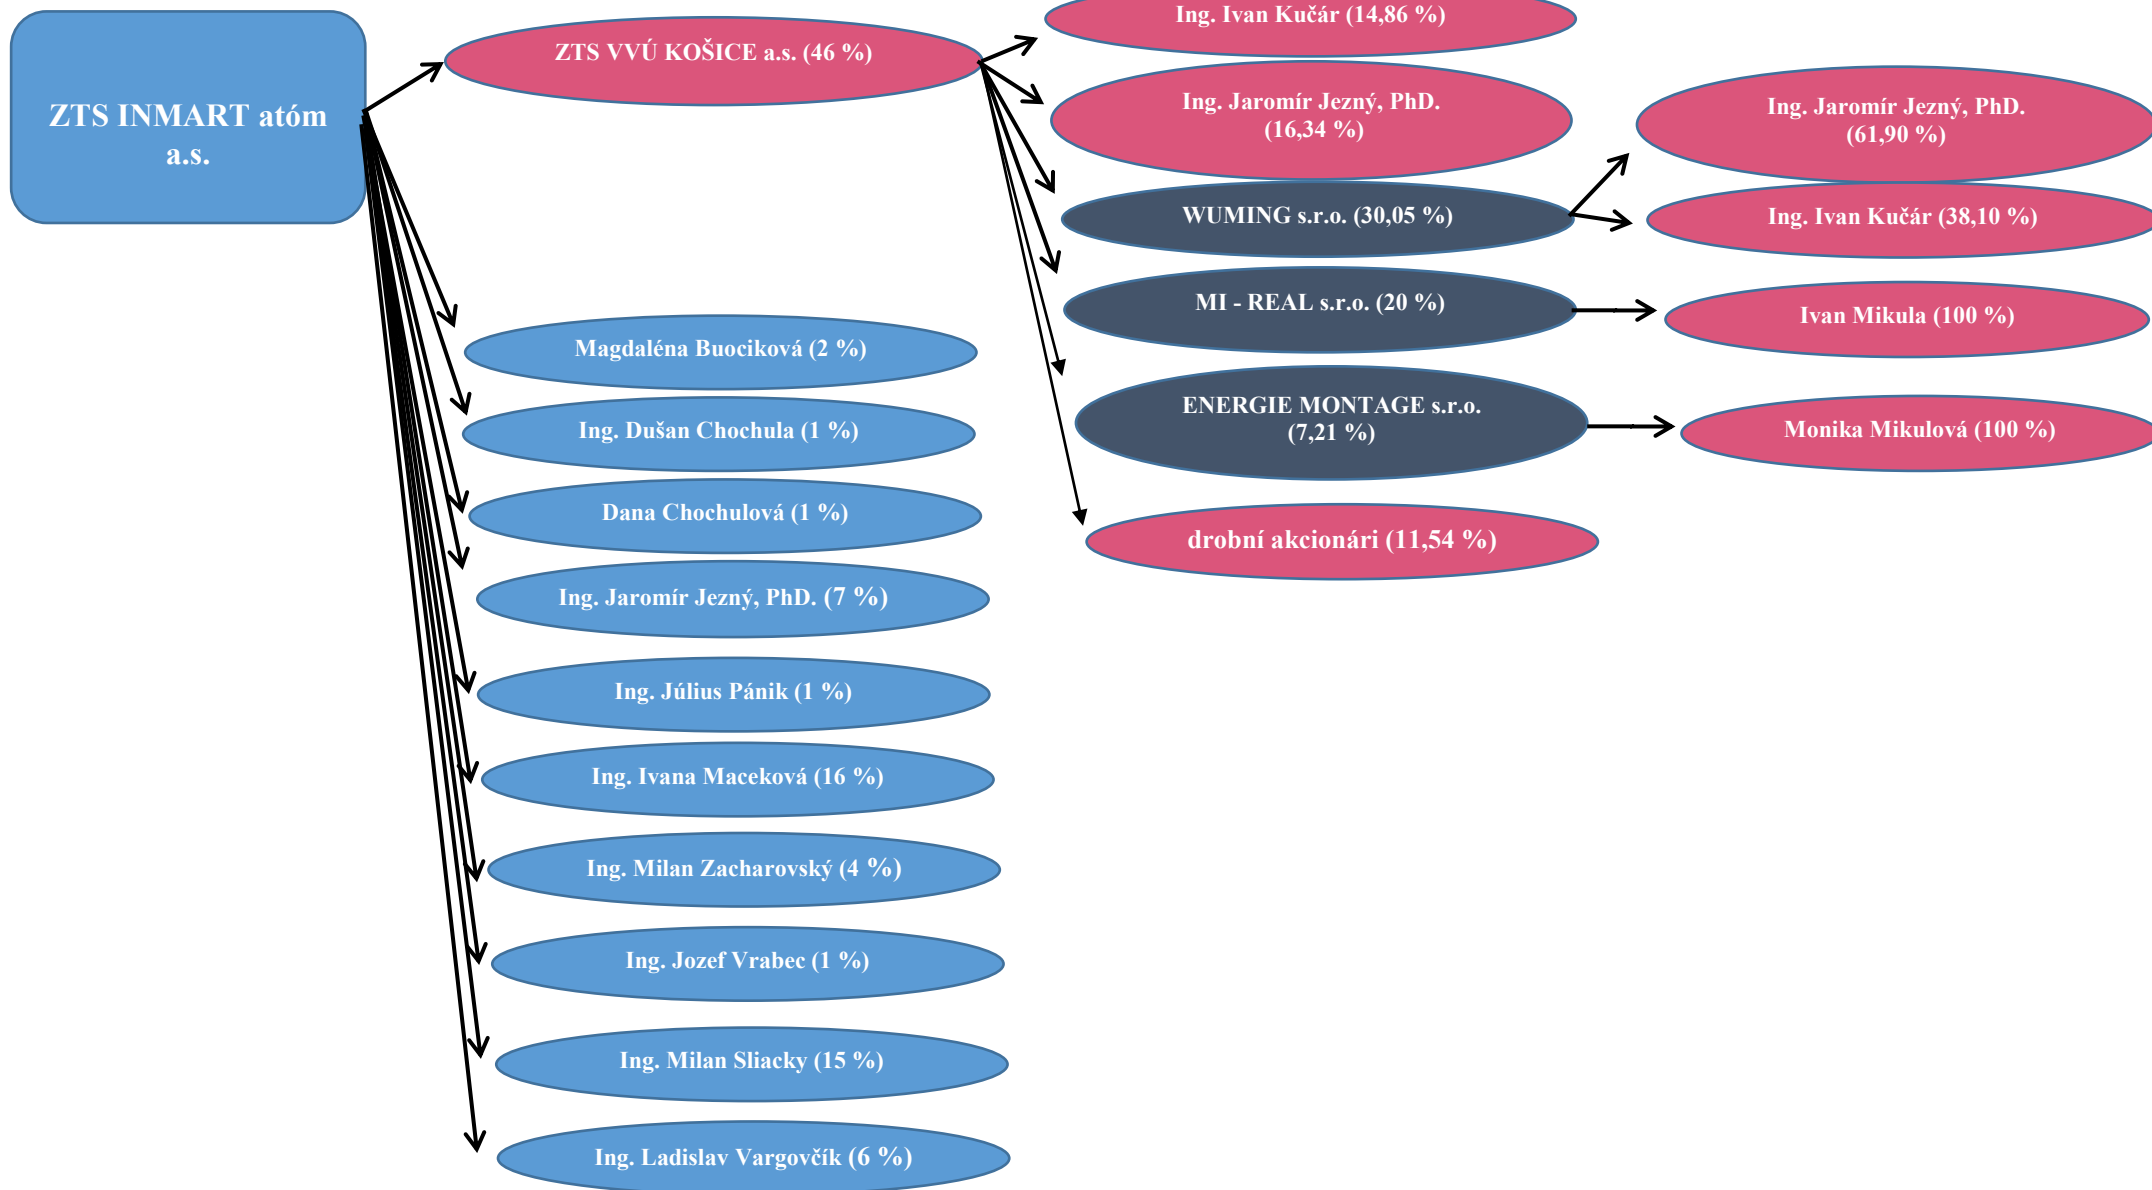 ZTS INMART atóm
a.s.
ZTS VVÚ KOŠICE a.s. (46 %)
Magdaléna Buociková (2 %)
Ing. Dušan Chochula (1 %)
Dana Chochulová (1 %)
Ing. Jaromír Jezný, PhD. (7 %)
Ing. Július Pánik (1 %)
Ing. Ivana Maceková (16 %)
Ing. Milan Zacharovský (4 %)
Ing. Jozef Vrabec (1 %)
Ing. Milan Sliacky (15 %)
Ing. Ladislav Vargovčík (6 %)
Ing. Ivan Kučár (14,86 %)
Ing. Jaromír Jezný, PhD.
(16,34 %)
WUMING s.r.o. (30,05 %)
MI - REAL s.r.o. (20 %)
ENERGIE MONTAGE s.r.o.
(7,21 %)
drobní akcionári (11,54 %)
Ing. Jaromír Jezný, PhD.
(61,90 %)
Ing. Ivan Kučár (38,10 %)
Ivan Mikula (100 %)
Monika Mikulová (100 %)